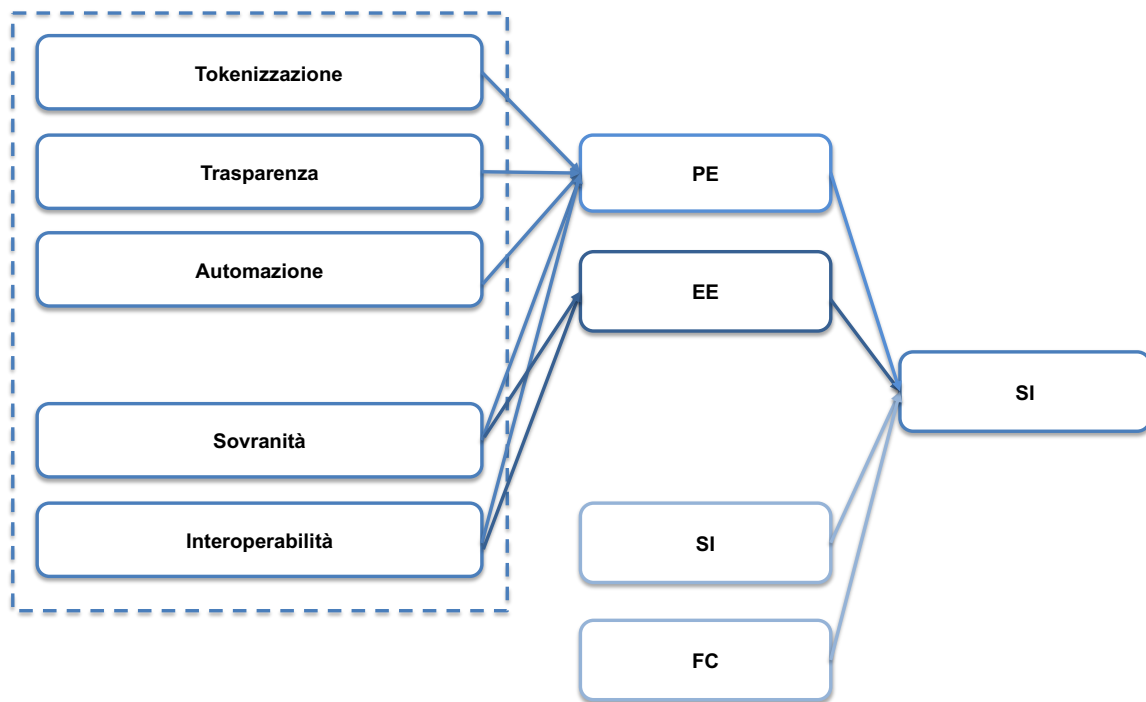 Tokenizzazione
Trasparenza
Automazione
Sovranità
Interoperabilità
PE
EE
SI
FC
SI